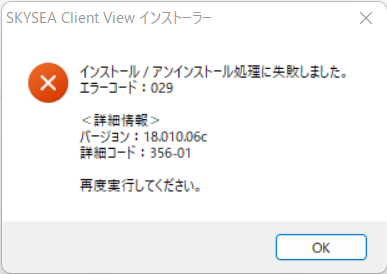 SKYSEA Client View インストーラー
インストール / アンインストール処理に失敗しました。
エラーコード：029
＜詳細情報＞
バージョン：18.010.06c
詳細コード：356-01
再度実行してください。
OK